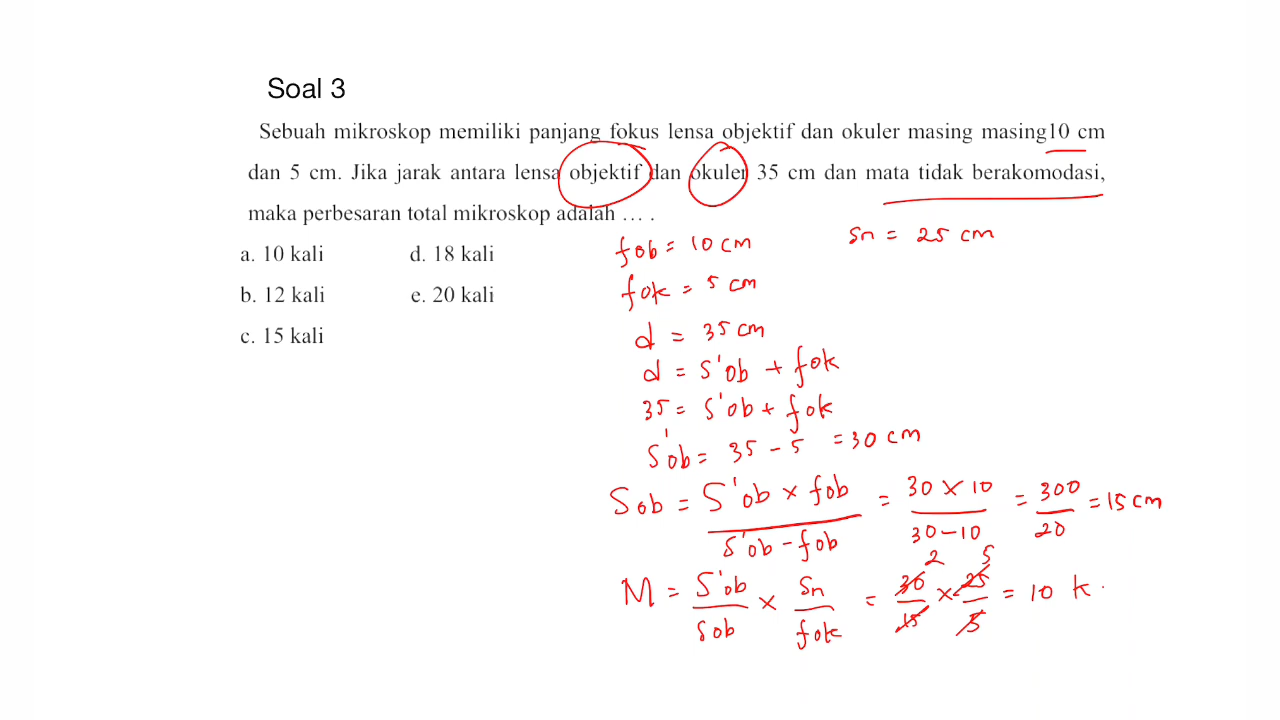 Soal 3
Sebuah mikroskop memiliki panjang fokus lensa objektif dan okuler masing masing10 cm
dan 5 cm. Jika jarak antara lensa objektif dan okuler 35 cm dan mata tidak berakomodasi,
maka perbesaran total mikroskop adalah ... .
a. 10 kali d. 18 kali
b. 12 kali e. 20 kali
c. 15 kali
fob = 10 cm
sn = 25 cm
fok = 5 cm
d = 35 cm
d = s'ob + fok
35 = s'ob + fok
s'ob = 35 - 5 = 30 cm
Sob = S'ob x fob / s'ob - fob = 30 x 10 / 30 - 10 = 300 / 20 = 15 cm
M = S'ob / sob x sn / fok = 30 / 15 x 25 / 5 = 10 k.
2 5